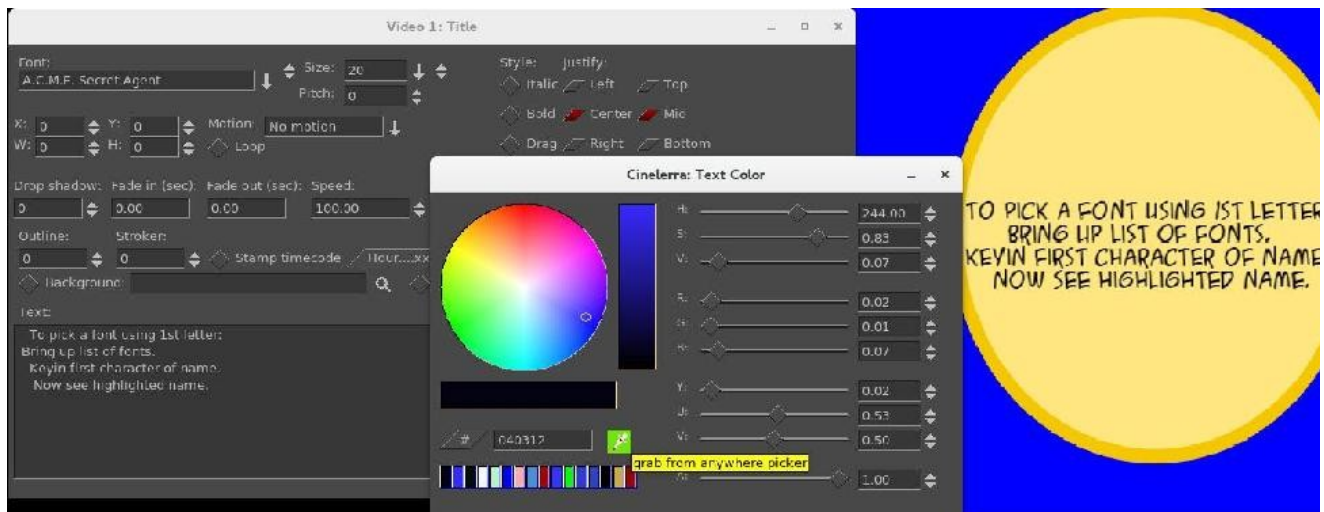 Video 1: Title
Font:
A.C.M.E. Secret Agent
Size: 20
Pitch: 0
Style: Justify:
Italic Left Top
Bold Center Mid
Drag Right Bottom
X: 0 Y: 0 Motion: No motion
W: 0 H: 0 Loop
Drop shadow: Fade in (sec): Fade out (sec): Speed:
0 0.00 0.00 100.00
Outline: Stroker:
0 0 Stamp timecode Hour....xx
Background:
Text:
To pick a font using 1st letter:
Bring up list of fonts.
Keyin first character of name.
Now see highlighted name.
Cinelerra: Text Color
H: 244.00
S: 0.83
V: 0.07
R: 0.02
G: 0.01
B: 0.07
Y: 0.02
U: 0.53
V: 0.50
A: 1.00
# 040312
grab from anywhere picker
TO PICK A FONT USING 1ST LETTER
BRING UP LIST OF FONTS.
KEYIN FIRST CHARACTER OF NAME
NOW SEE HIGHLIGHTED NAME.